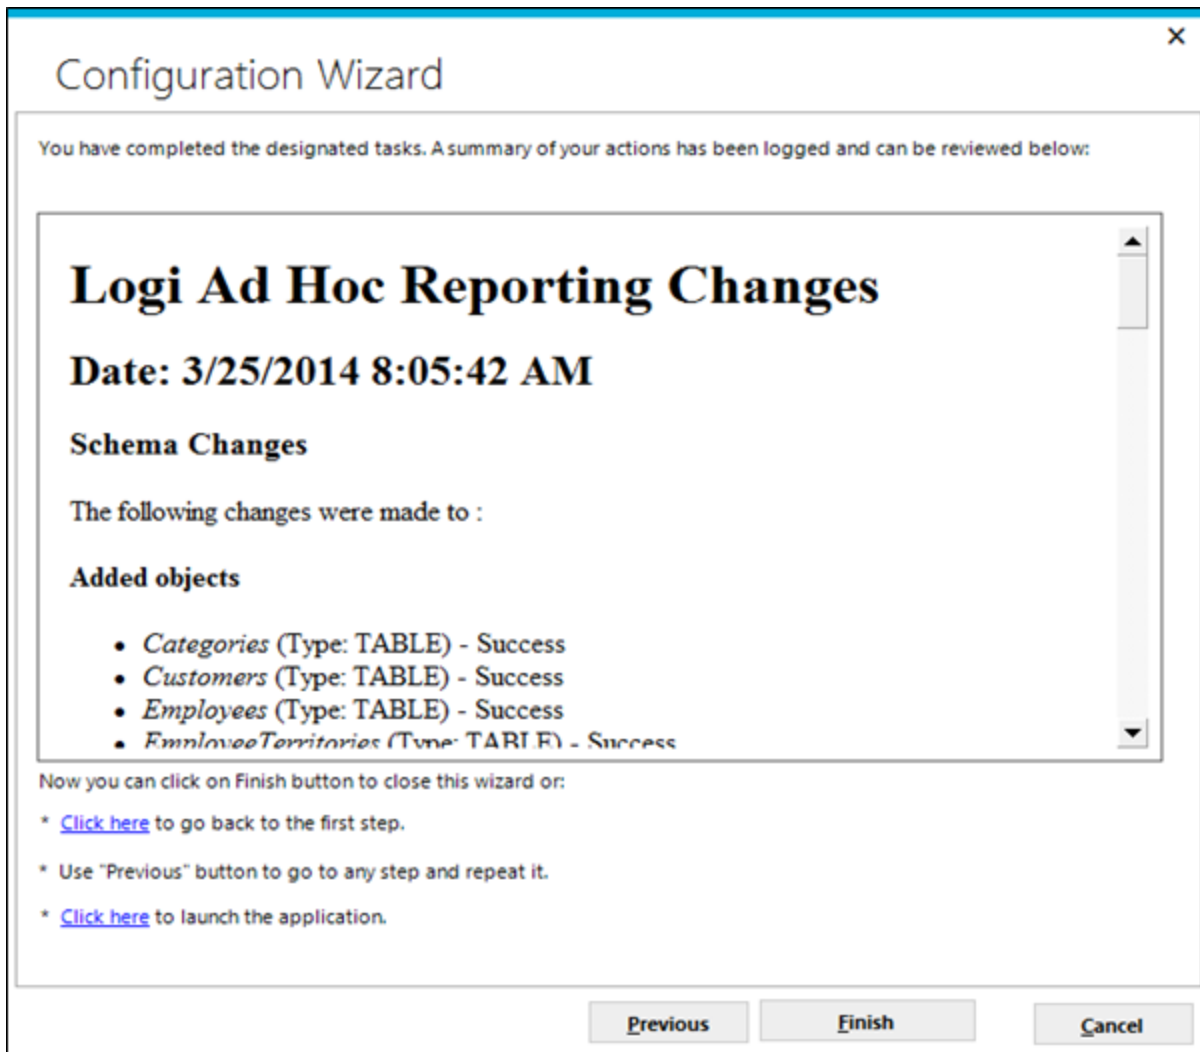 Configuration Wizard
You have completed the designated tasks. A summary of your actions has been logged and can be reviewed below:
Logi Ad Hoc Reporting Changes
Date: 3/25/2014 8:05:42 AM
Schema Changes
The following changes were made to :
Added objects
• Categories (Type: TABLE) - Success
• Customers (Type: TABLE) - Success
• Employees (Type: TABLE) - Success
• EmployeeTerritories (Type: TABLE) - Success
Now you can click on Finish button to close this wizard or:
* Click here to go back to the first step.
* Use "Previous" button to go to any step and repeat it.
* Click here to launch the application.
Previous Finish Cancel